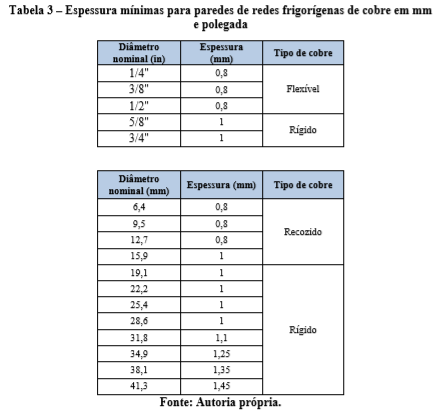 Tabela 3 – Espessura mínimas para paredes de redes frigorígenas de cobre em mm
e polegada
Diâmetro nominal (in) Espessura (mm) Tipo de cobre
1/4" 0,8 Flexível
3/8" 0,8
1/2" 0,8
5/8" 1 Rígido
3/4" 1
Diâmetro nominal (mm) Espessura (mm) Tipo de cobre
6,4 0,8 Recozido
9,5 0,8
12,7 0,8
15,9 1
19,1 1 Rígido
22,2 1
25,4 1
28,6 1
31,8 1,1
34,9 1,25
38,1 1,35
41,3 1,45
Fonte: Autoria própria.